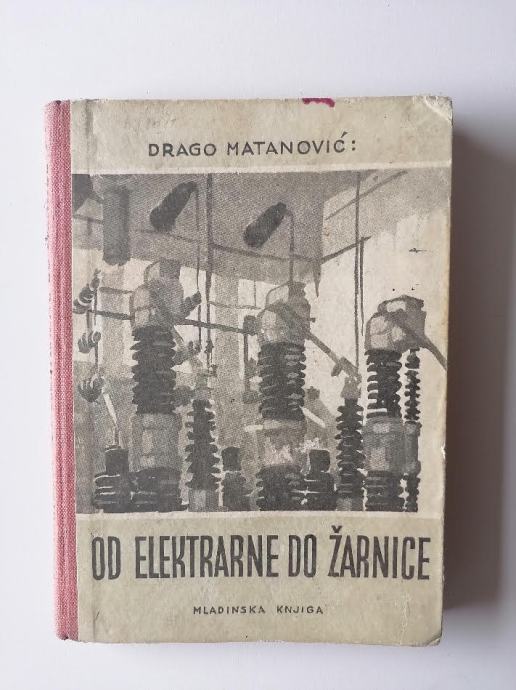 DRAGO MATANOVIĆ:
OD ELEKTRARNE DO ŽARNICE
MLADINSKA KNJIGA